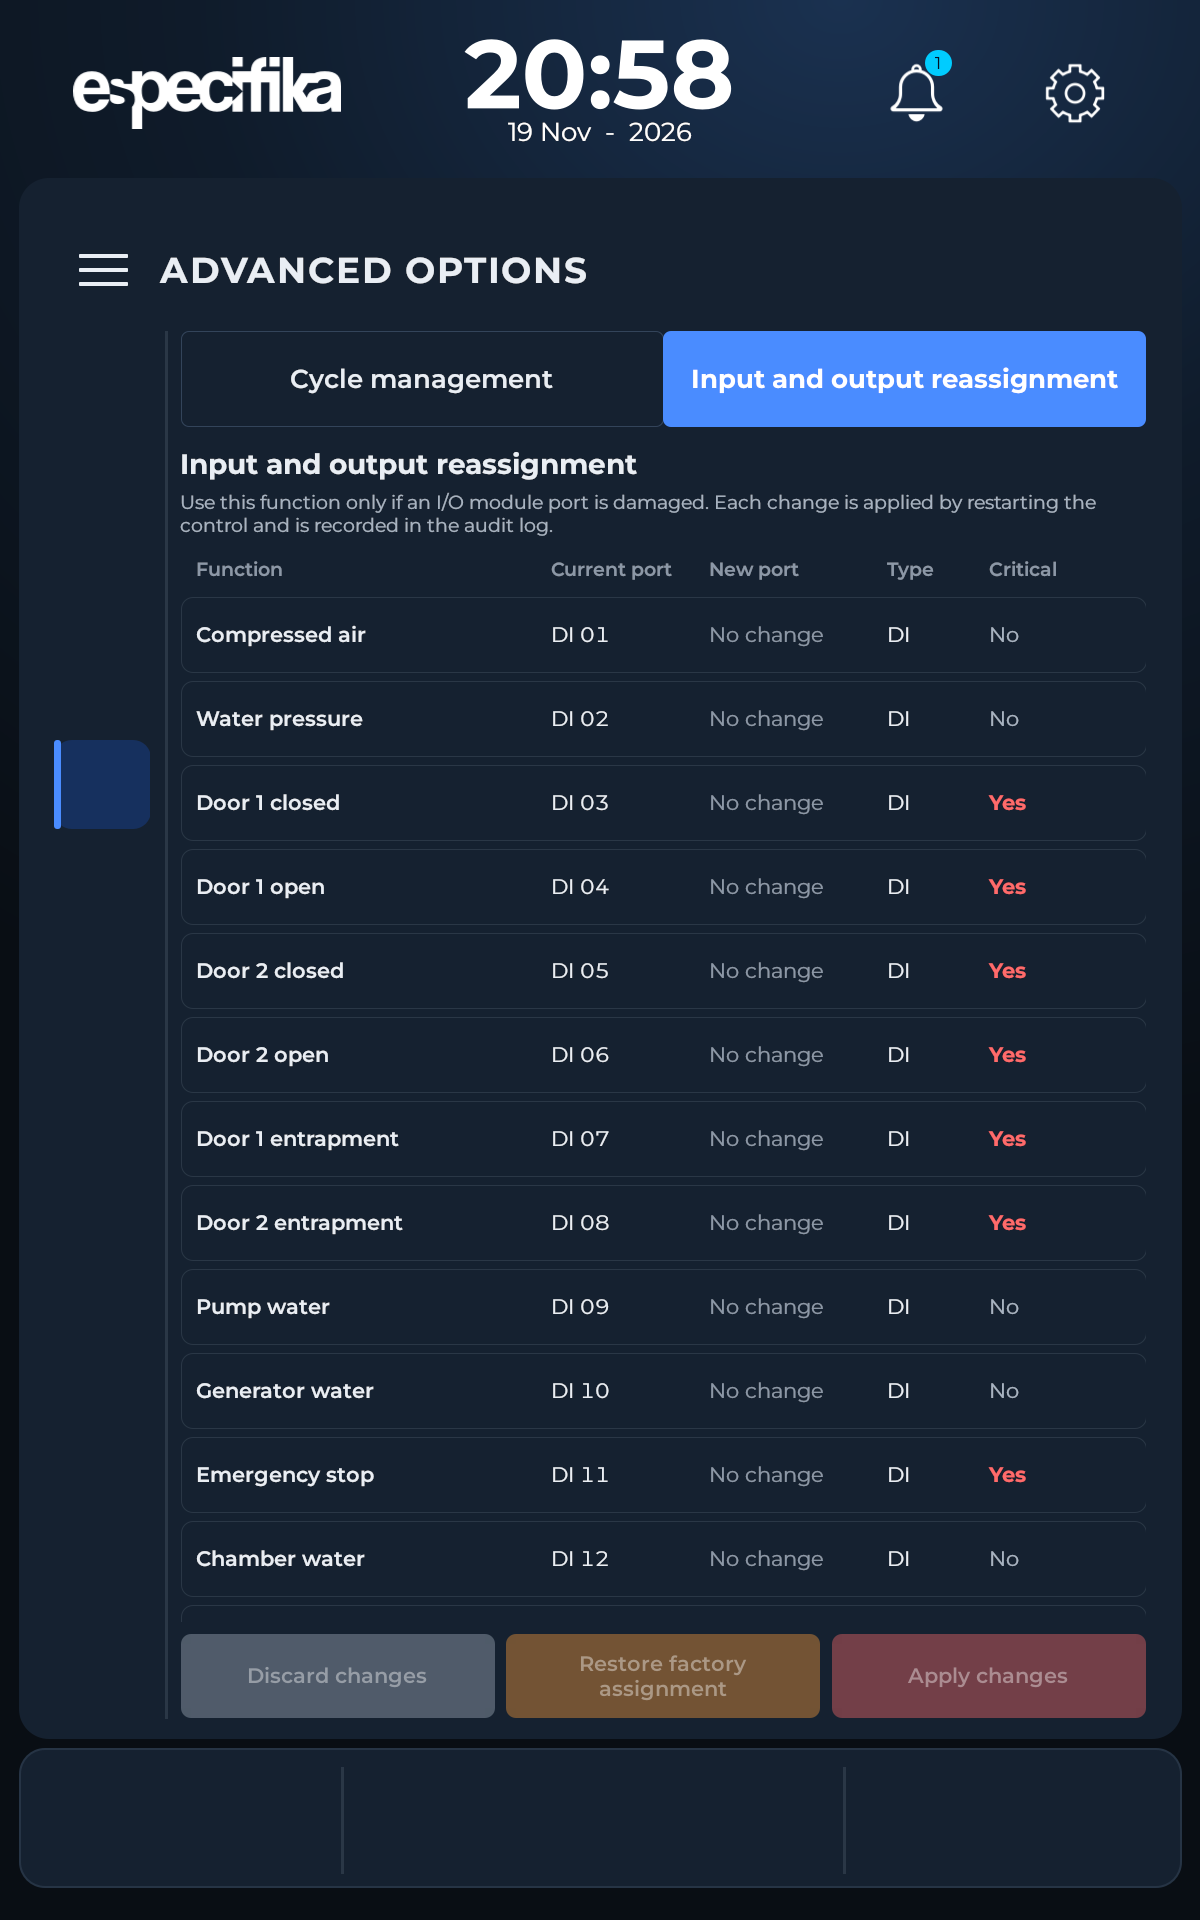 especifika
20:58
1
19 Nov - 2026
ADVANCED OPTIONS
Cycle management
Input and output reassignment
Input and output reassignment
Use this function only if an I/O module port is damaged. Each change is applied by restarting the
control and is recorded in the audit log.
Function Current port New port Type Critical
Compressed air DI 01 No change DI No
Water pressure DI 02 No change DI No
Door 1 closed DI 03 No change DI Yes
Door 1 open DI 04 No change DI Yes
Door 2 closed DI 05 No change DI Yes
Door 2 open DI 06 No change DI Yes
Door 1 entrapment DI 07 No change DI Yes
Door 2 entrapment DI 08 No change DI Yes
Pump water DI 09 No change DI No
Generator water DI 10 No change DI No
Emergency stop DI 11 No change DI Yes
Chamber water DI 12 No change DI No
Discard changes
Restore factory
assignment
Apply changes